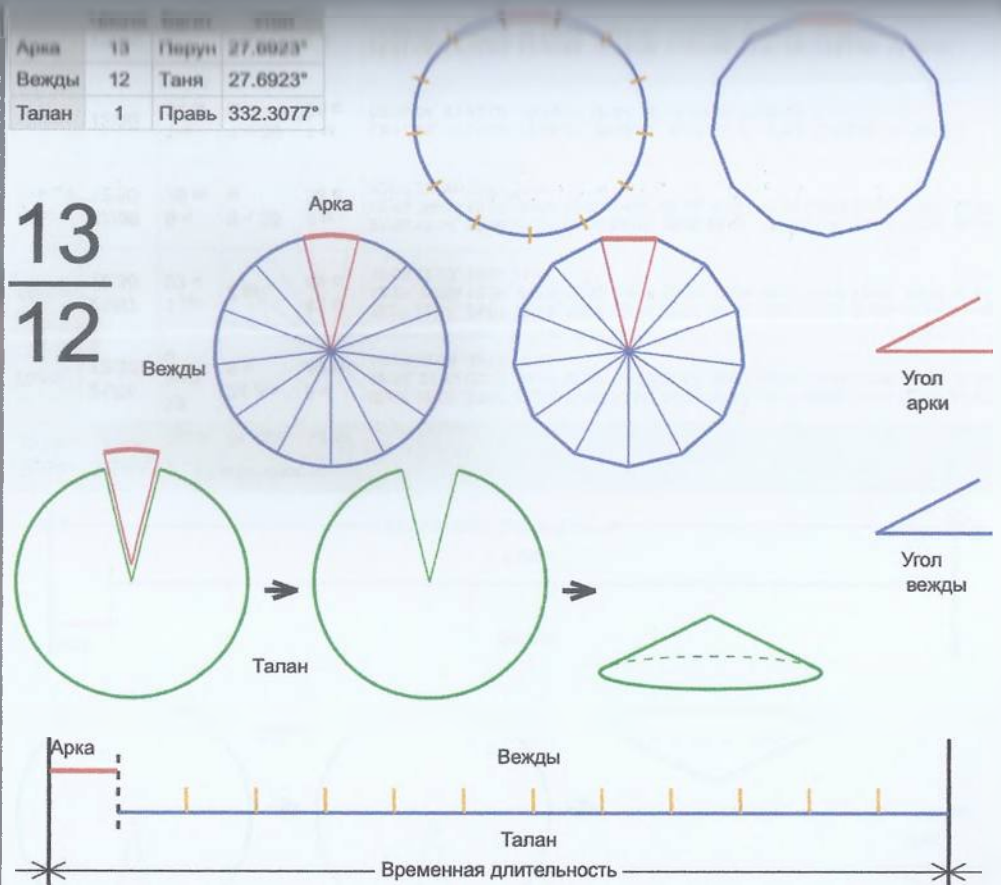 Арка 13 Перун 27.6923°
Вежды 12 Таня 27.6923°
Талан 1 Правь 332.3077°
13
12
Арка
Вежды
Угол
арки
Угол
вежды
Талан
Арка
Вежды
Талан
Временная длительность